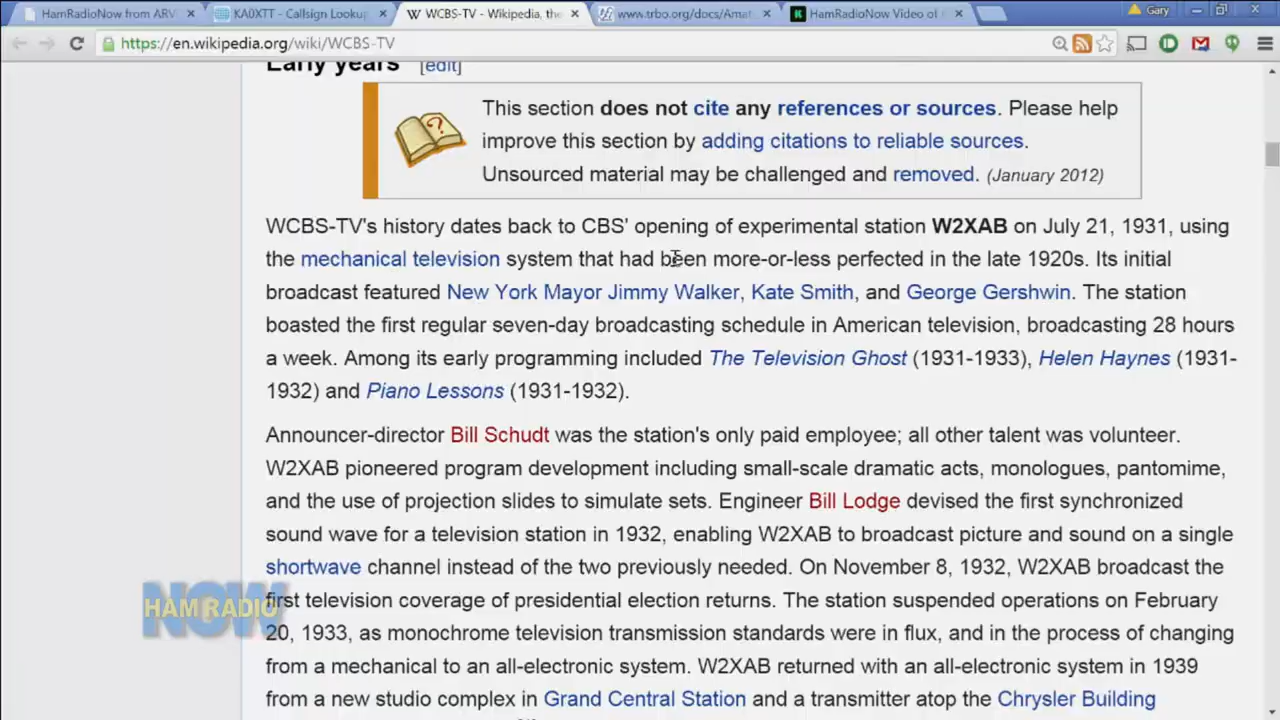 HamRadioNow from ARV
KA0XTT - Callsign Lookup
WCBS-TV - Wikipedia, the
www.trbo.org/docs/Amat
HamRadioNow Video of
Gary
https://en.wikipedia.org/wiki/WCBS-TV
Early years [edit]
This section does not cite any references or sources. Please help
improve this section by adding citations to reliable sources.
Unsourced material may be challenged and removed. (January 2012)
WCBS-TV's history dates back to CBS' opening of experimental station W2XAB on July 21, 1931, using
the mechanical television system that had been more-or-less perfected in the late 1920s. Its initial
broadcast featured New York Mayor Jimmy Walker, Kate Smith, and George Gershwin. The station
boasted the first regular seven-day broadcasting schedule in American television, broadcasting 28 hours
a week. Among its early programming included The Television Ghost (1931-1933), Helen Haynes (1931-
1932) and Piano Lessons (1931-1932).
Announcer-director Bill Schudt was the station's only paid employee; all other talent was volunteer.
W2XAB pioneered program development including small-scale dramatic acts, monologues, pantomime,
and the use of projection slides to simulate sets. Engineer Bill Lodge devised the first synchronized
sound wave for a television station in 1932, enabling W2XAB to broadcast picture and sound on a single
shortwave channel instead of the two previously needed. On November 8, 1932, W2XAB broadcast the
first television coverage of presidential election returns. The station suspended operations on February
20, 1933, as monochrome television transmission standards were in flux, and in the process of changing
from a mechanical to an all-electronic system. W2XAB returned with an all-electronic system in 1939
from a new studio complex in Grand Central Station and a transmitter atop the Chrysler Building
HAM RADIO
NOW